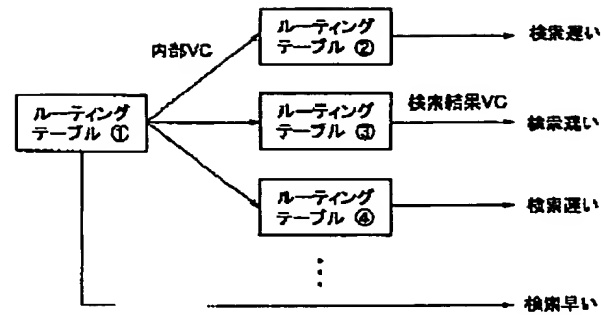 ルーティング
テーブル ②
検索遅い
内部VC
ルーティング
テーブル ①
ルーティング
テーブル ③
検索結果VC
検索遅い
ルーティング
テーブル ④
検索遅い
検索早い